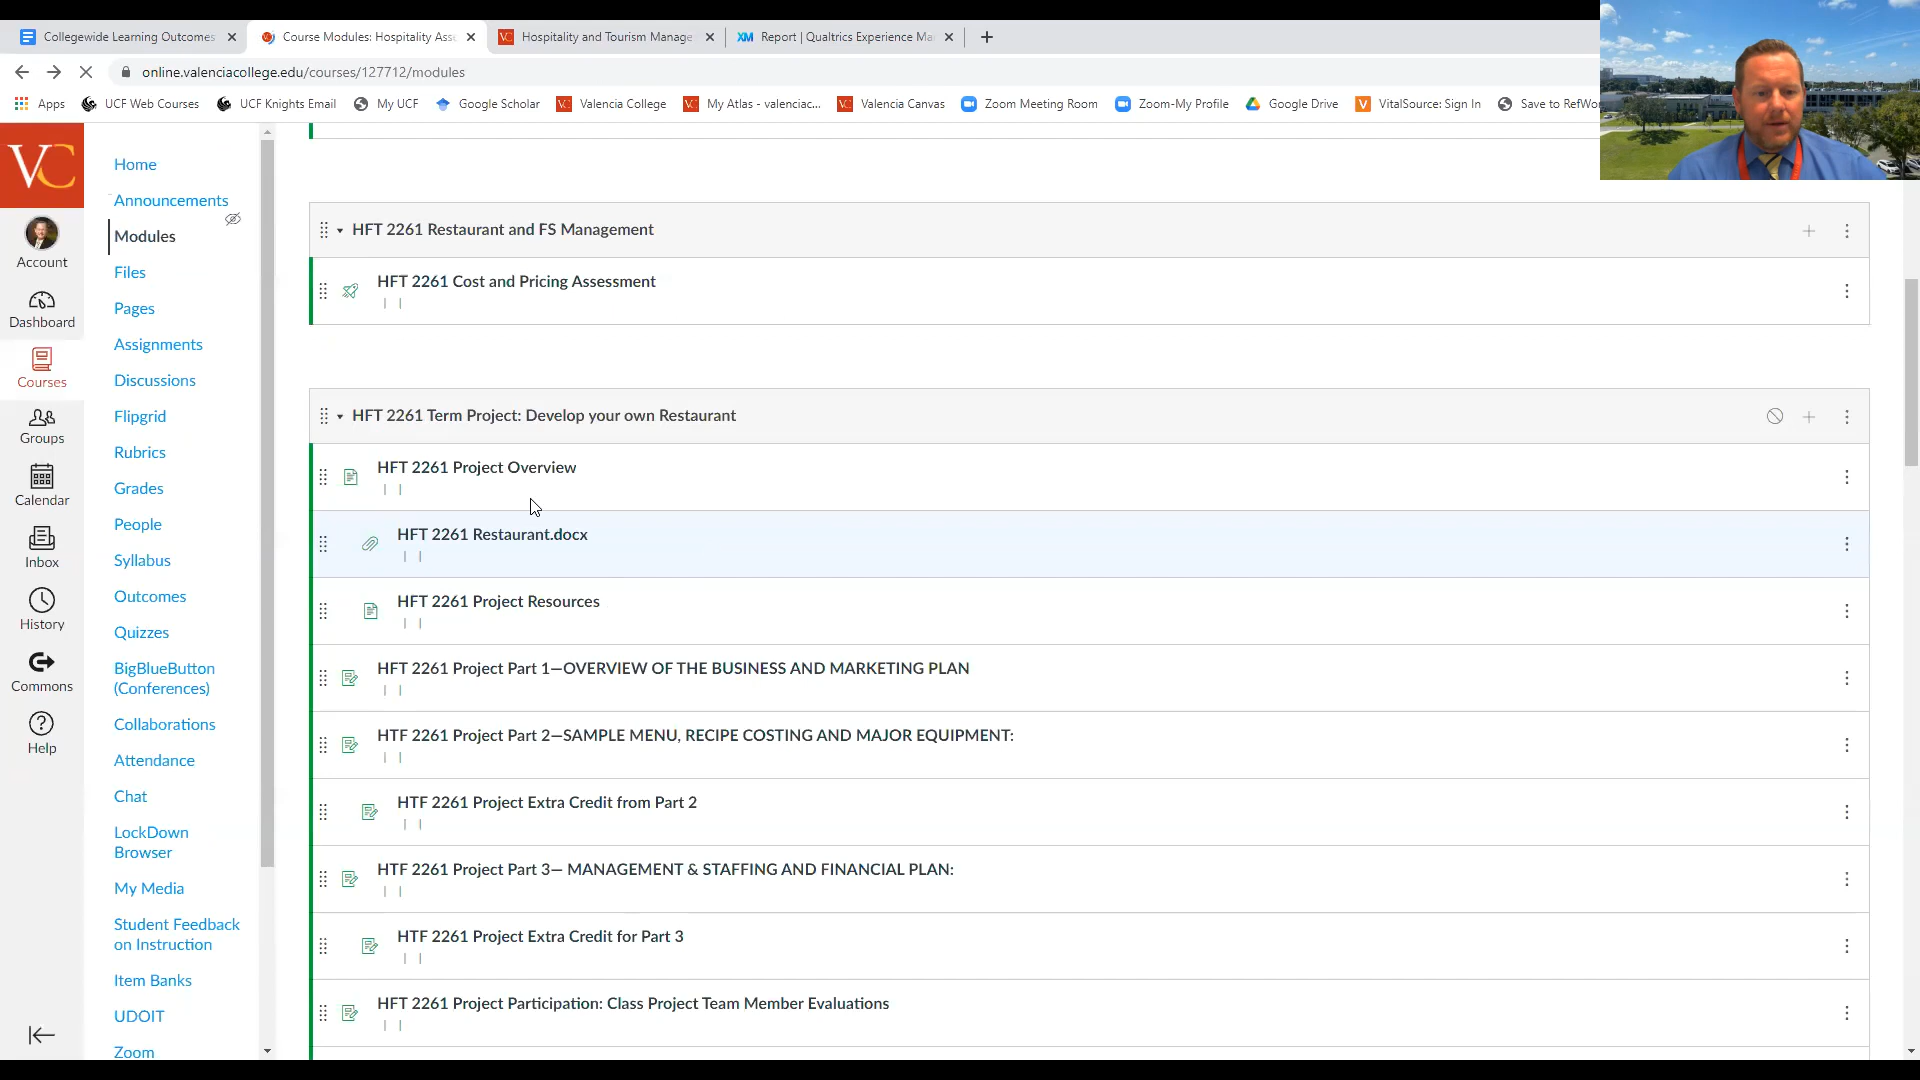 Collegewide Learning Outcomes
Course Modules: Hospitality Ass
Hospitality and Tourism Manage
Report | Qualtrics Experience Ma
online.valenciacollege.edu/courses/127712/modules
Apps
UCF Web Courses
UCF Knights Email
My UCF
Google Scholar
Valencia College
My Atlas - valenciac...
Valencia Canvas
Zoom Meeting Room
Zoom-My Profile
Google Drive
VitalSource: Sign In
Save to RefWo
VC
Account
Dashboard
Courses
Groups
Calendar
Inbox
History
Commons
Help
Home
Announcements
Modules
Files
Pages
Assignments
Discussions
Flipgrid
Rubrics
Grades
People
Syllabus
Outcomes
Quizzes
BigBlueButton
(Conferences)
Collaborations
Attendance
Chat
LockDown
Browser
My Media
Student Feedback
on Instruction
Item Banks
UDOIT
Zoom
HFT 2261 Restaurant and FS Management
HFT 2261 Cost and Pricing Assessment
HFT 2261 Term Project: Develop your own Restaurant
HFT 2261 Project Overview
HFT 2261 Restaurant.docx
HFT 2261 Project Resources
HFT 2261 Project Part 1—OVERVIEW OF THE BUSINESS AND MARKETING PLAN
HTF 2261 Project Part 2—SAMPLE MENU, RECIPE COSTING AND MAJOR EQUIPMENT:
HTF 2261 Project Extra Credit from Part 2
HTF 2261 Project Part 3— MANAGEMENT & STAFFING AND FINANCIAL PLAN:
HTF 2261 Project Extra Credit for Part 3
HFT 2261 Project Participation: Class Project Team Member Evaluations